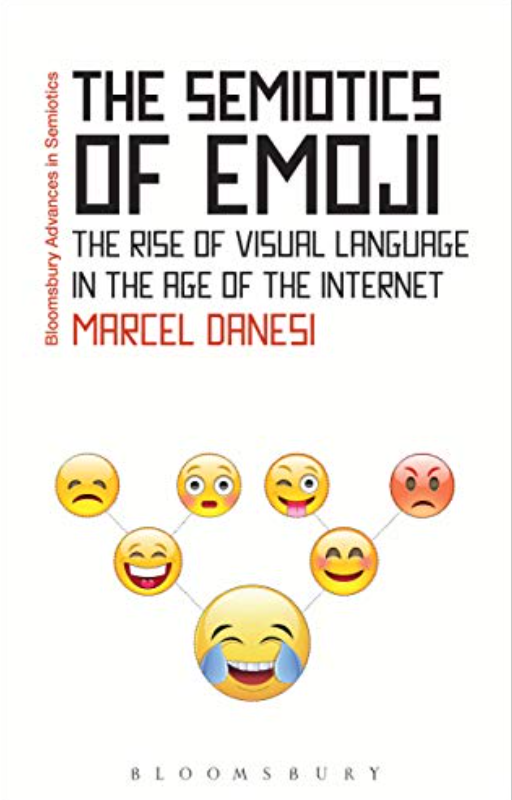 Bloomsbury Advances in Semiotics
THE SEMIOTICS
OF EMOJI
THE RISE OF VISUAL LANGUAGE
IN THE AGE OF THE INTERNET
MARCEL DANESI
BLOOMSBURY